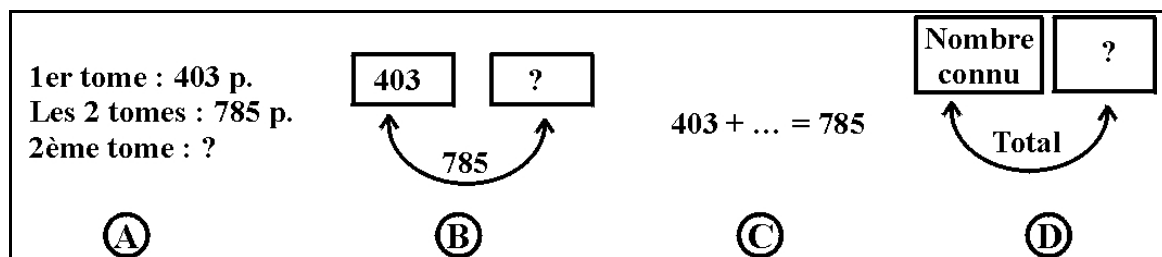 1er tome : 403 p.
Les 2 tomes : 785 p.
2ème tome : ?
A
403
?
785
B
403 + ... = 785
C
Nombre
connu
?
Total
D